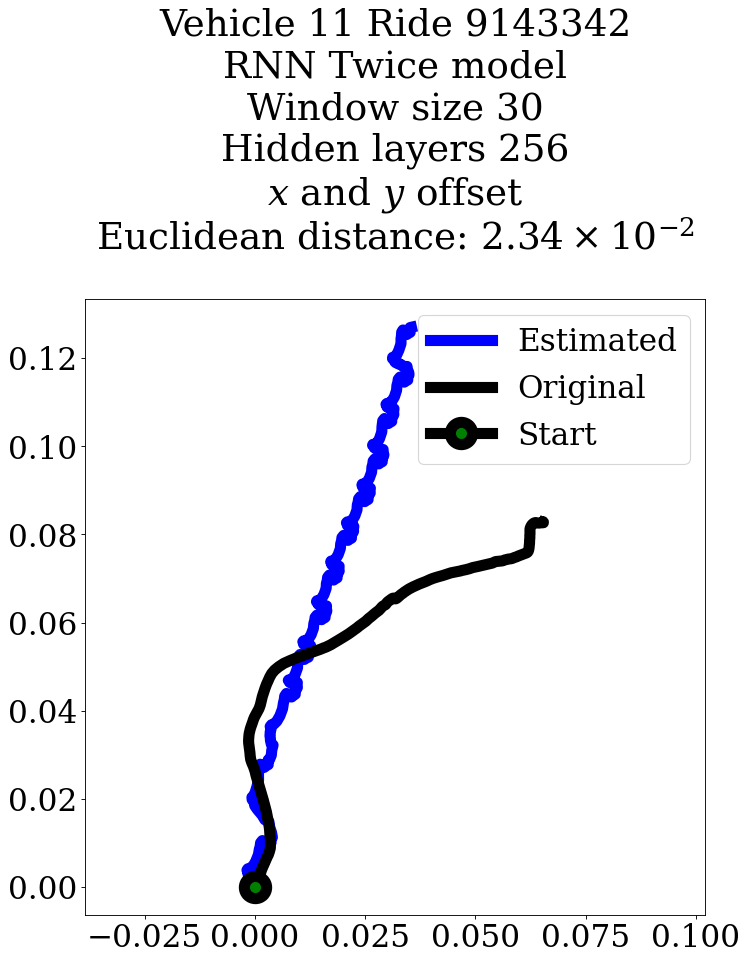 Vehicle 11 Ride 9143342
RNN Twice model
Window size 30
Hidden layers 256
x and y offset
Euclidean distance: 2.34 × 10⁻²
Estimated
Original
Start
0.12
0.10
0.08
0.06
0.04
0.02
0.00
−0.025 0.000 0.025 0.050 0.075 0.100